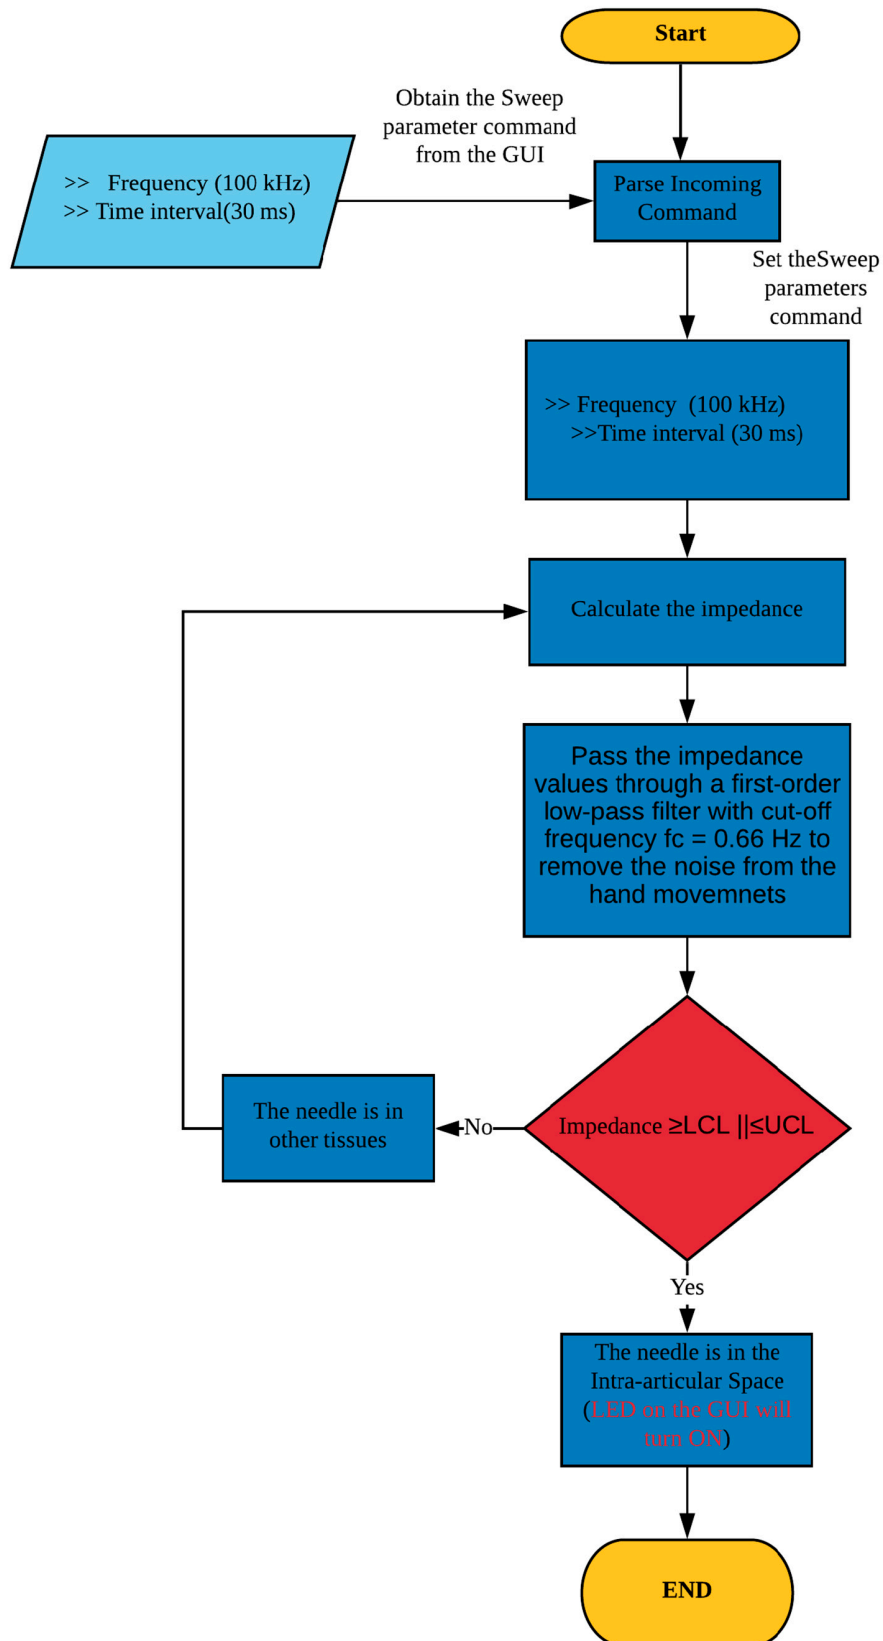 Start
Obtain the Sweep
parameter command
from the GUI
>> Frequency (100 kHz)
>> Time interval(30 ms)
Parse Incoming
Command
Set theSweep
parameters
command
>> Frequency (100 kHz)
>>Time interval (30 ms)
Calculate the impedance
Pass the impedance
values through a first-order
low-pass filter with cut-off
frequency fc = 0.66 Hz to
remove the noise from the
hand movemnets
Impedance ≥LCL ||≤UCL
No
The needle is in
other tissues
Yes
The needle is in the
Intra-articular Space
(LED on the GUI will
turn ON)
END